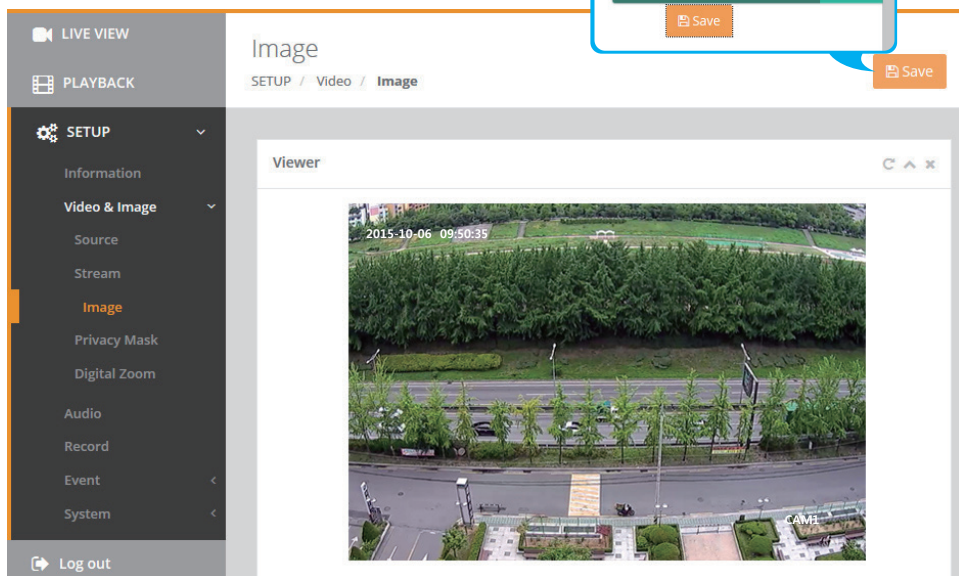 Save
LIVE VIEW
PLAYBACK
SETUP
Information
Video & Image
Source
Stream
Image
Privacy Mask
Digital Zoom
Audio
Record
Event
System
Log out
Image
SETUP / Video / Image
Save
Viewer
2015-10-06 09:50:35
CAM1